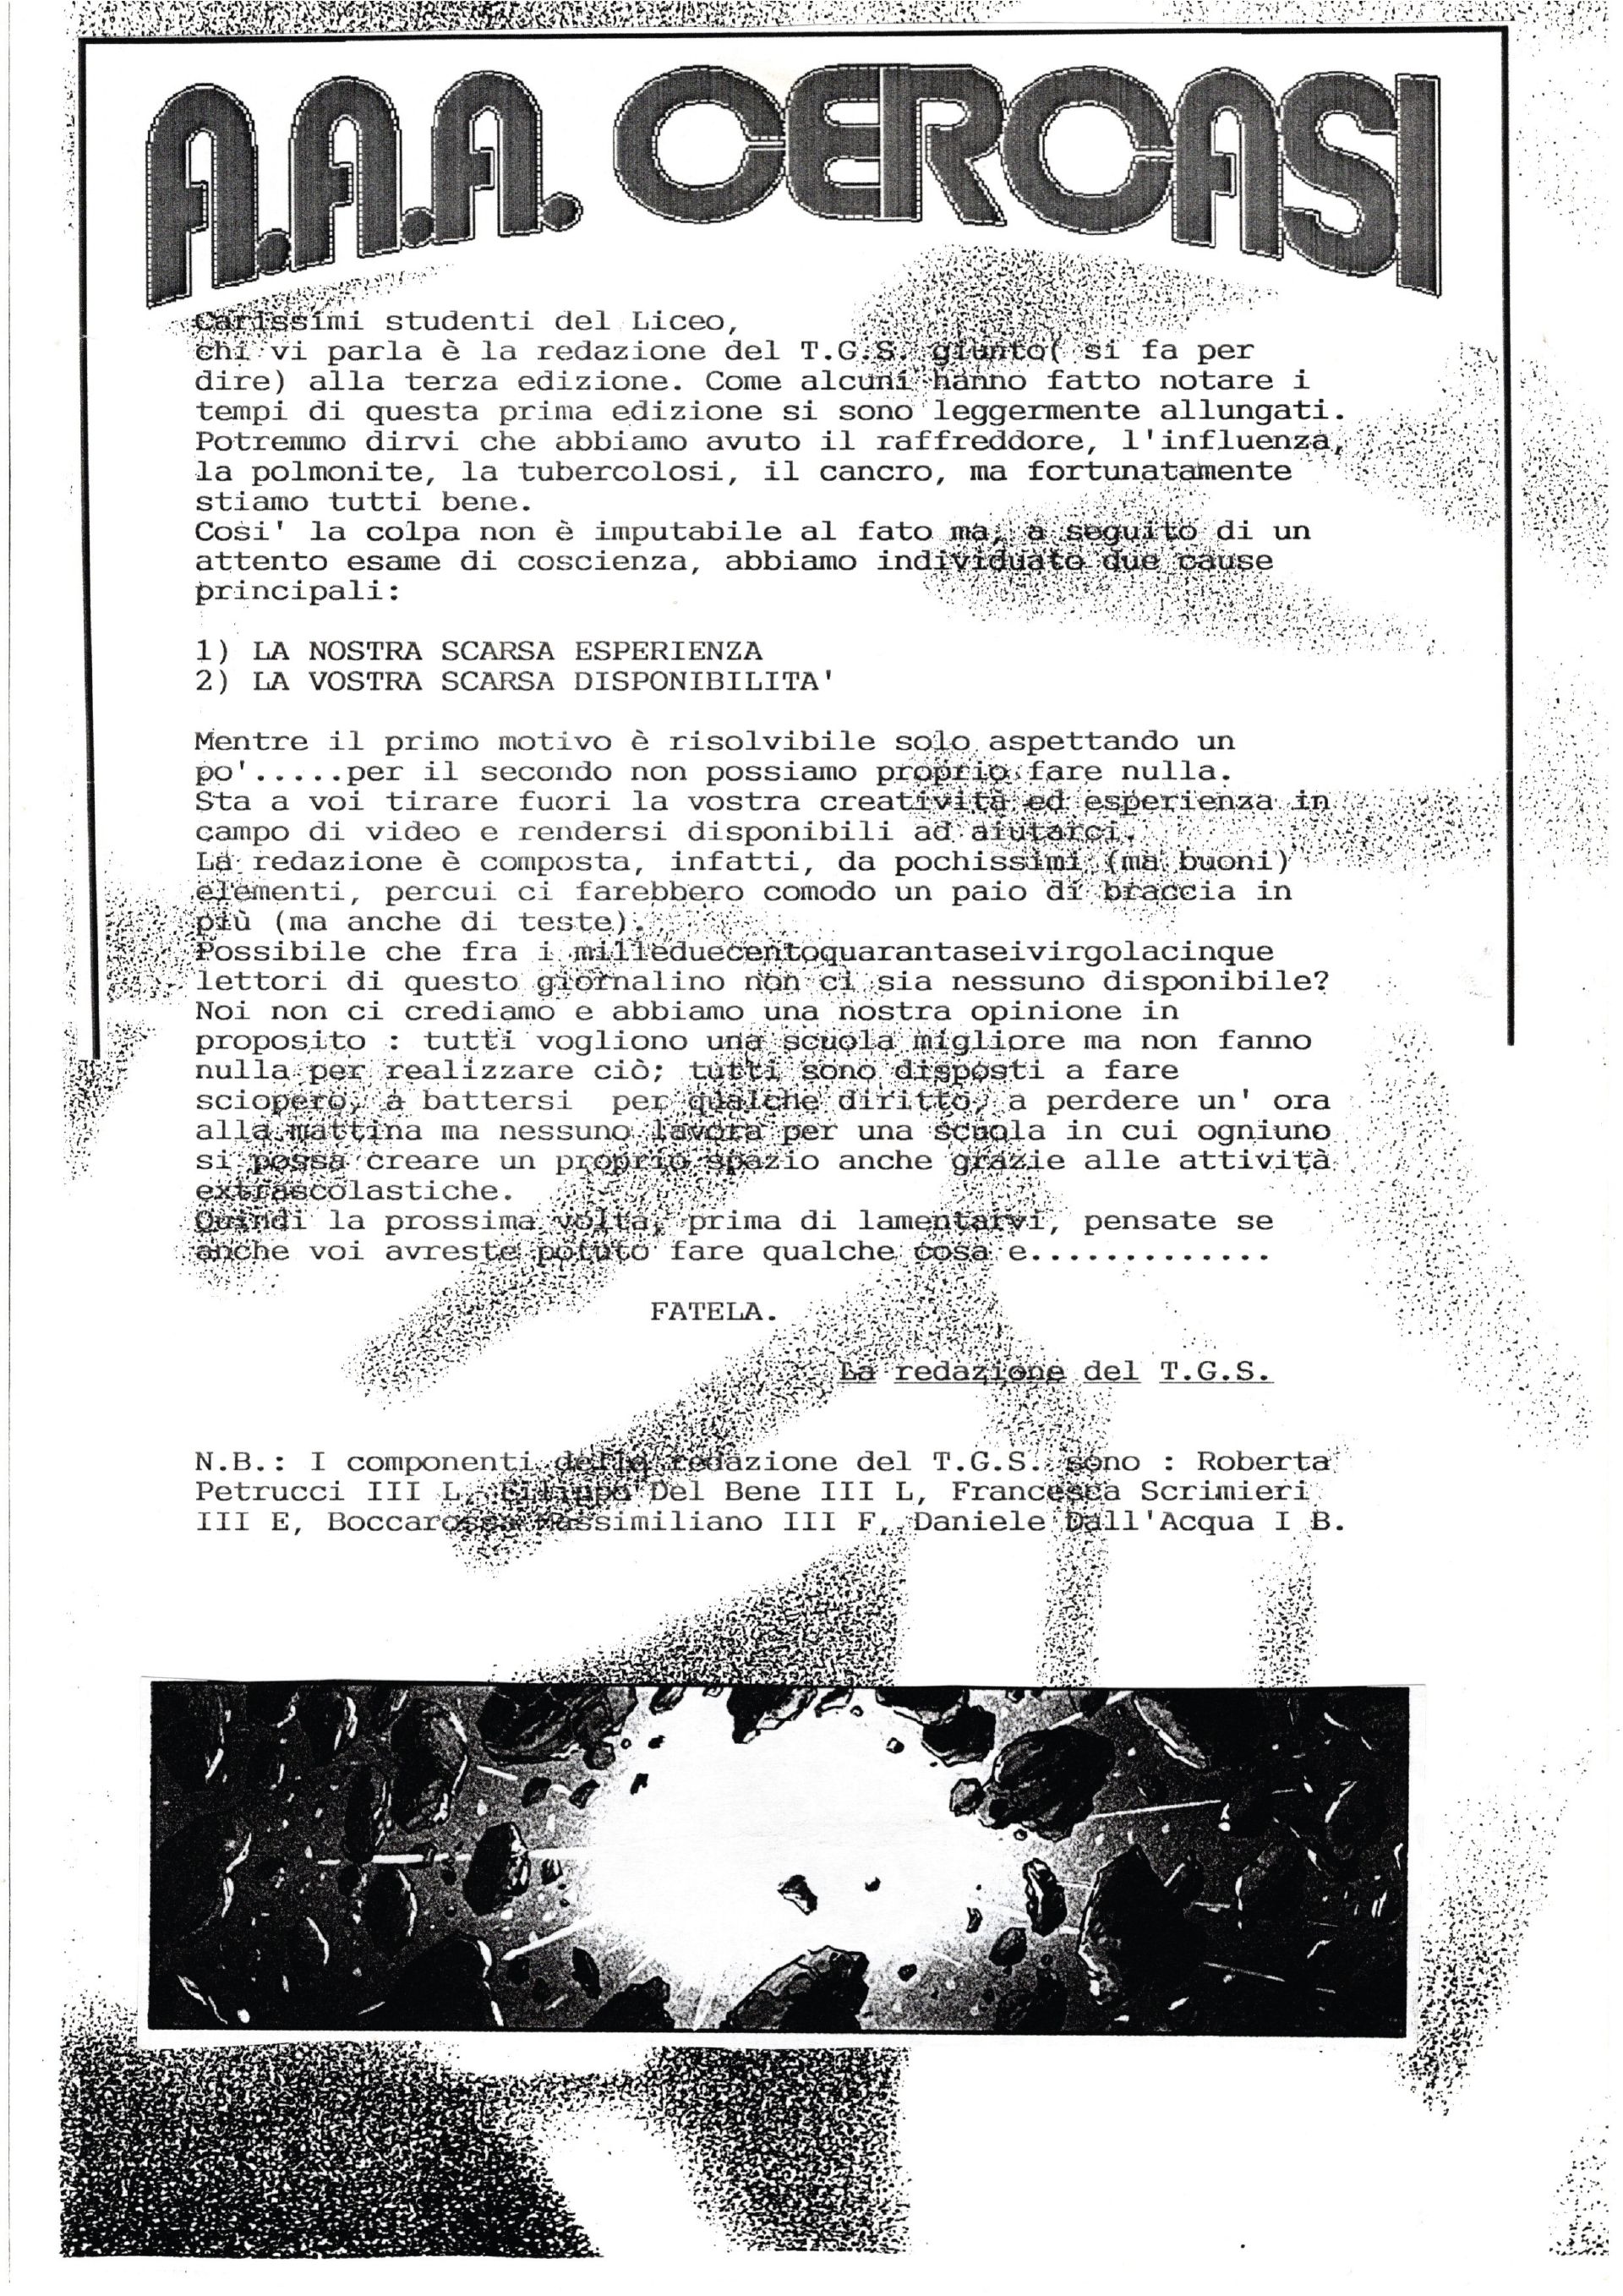 A.A.A. CERCASI
Carissimi studenti del Liceo,
chi vi parla è la redazione del T.G.S. giunto( si fa per
dire) alla terza edizione. Come alcuni hanno fatto notare i
tempi di questa prima edizione si sono leggermente allungati.
Potremmo dirvi che abbiamo avuto il raffreddore, l'influenza,
la polmonite, la tubercolosi, il cancro, ma fortunatamente
stiamo tutti bene.
Cosi' la colpa non è imputabile al fato ma, a seguito di un
attento esame di coscienza, abbiamo individuato due cause
principali:
1) LA NOSTRA SCARSA ESPERIENZA
2) LA VOSTRA SCARSA DISPONIBILITA'
Mentre il primo motivo è risolvibile solo aspettando un
po'.....per il secondo non possiamo proprio fare nulla.
Sta a voi tirare fuori la vostra creatività ed esperienza in
campo di video e rendersi disponibili ad aiutarci.
La redazione è composta, infatti, da pochissimi (ma buoni)
elementi, percui ci farebbero comodo un paio di braccia in
più (ma anche di teste).
Possibile che fra i milleduecentoquarantaseivirgolacinque
lettori di questo giornalino non ci sia nessuno disponibile?
Noi non ci crediamo e abbiamo una nostra opinione in
proposito : tutti vogliono una scuola migliore ma non fanno
nulla per realizzare ciò; tutti sono disposti a fare
sciopero, a battersi  per qualche diritto, a perdere un' ora
alla mattina ma nessuno lavora per una scuola in cui ogniuno
si possa creare un proprio spazio anche grazie alle attività
extrascolastiche.
Quindi la prossima volta, prima di lamentarvi, pensate se
anche voi avreste potuto fare qualche cosa e.............
FATELA.
La redazione del T.G.S.
N.B.: I componenti della redazione del T.G.S. sono : Roberta
Petrucci III L, Filippo Del Bene III L, Francesca Scrimieri
III E, Boccarossa Massimiliano III F, Daniele Dall'Acqua I B.